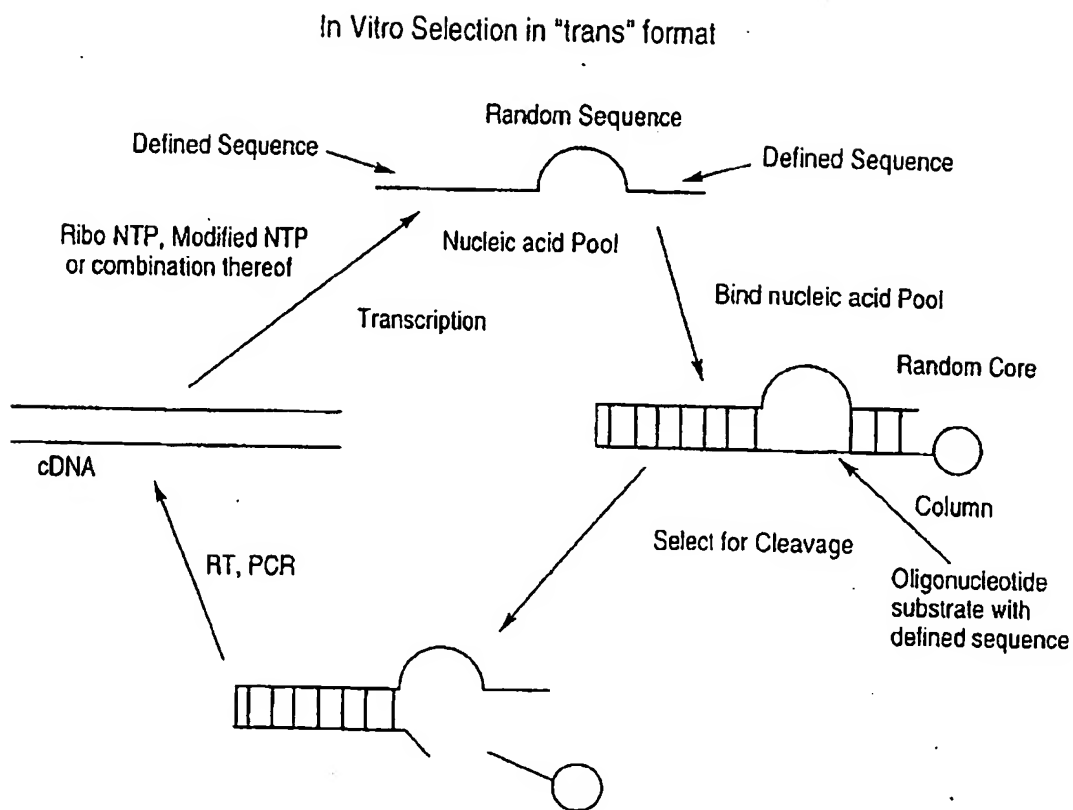 In Vitro Selection in "trans" format
Random Sequence
Defined Sequence
Defined Sequence
Ribo NTP, Modified NTP
or combination thereof
Nucleic acid Pool
Bind nucleic acid Pool
Transcription
Random Core
cDNA
Column
Select for Cleavage
RT, PCR
Oligonucleotide
substrate with
defined sequence